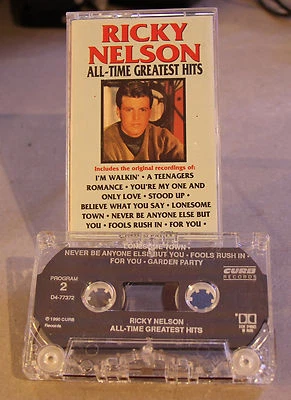 RICKY
NELSON
ALL-TIME GREATEST HITS
Includes the original recordings of:
I'M WALKIN' • A TEENAGERS
ROMANCE • YOU'RE MY ONE AND
ONLY LOVE • STOOD UP •
BELIEVE WHAT YOU SAY • LONESOME
TOWN • NEVER BE ANYONE ELSE BUT
YOU • FOOLS RUSH IN • FOR YOU •
LONESOME TOWN •
NEVER BE ANYONE ELSE BUT YOU • FOOLS RUSH IN •
FOR YOU • GARDEN PARTY
PROGRAM
2
D4-77372
CURB
RECORDS
©1990 CURB
Records
RICKY NELSON
ALL-TIME GREATEST HITS
DX PRO